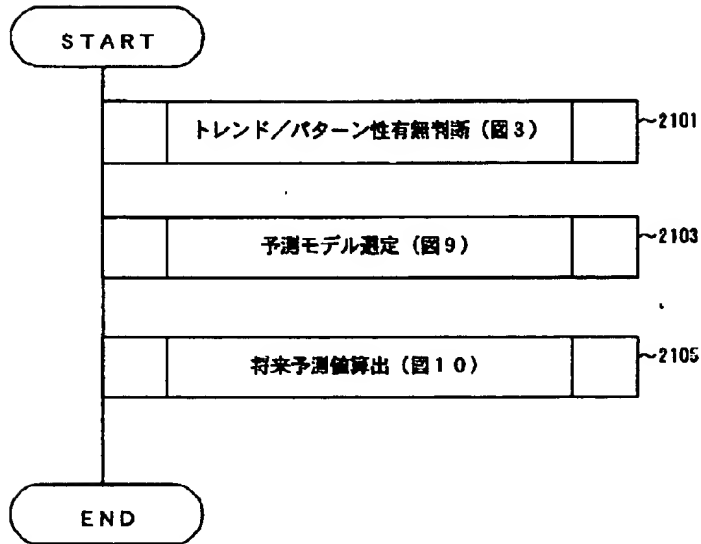 START
トレンド／パターン性有無判断（図３） ～2101
予測モデル選定（図９） ～2103
将来予測値算出（図１０） ～2105
END